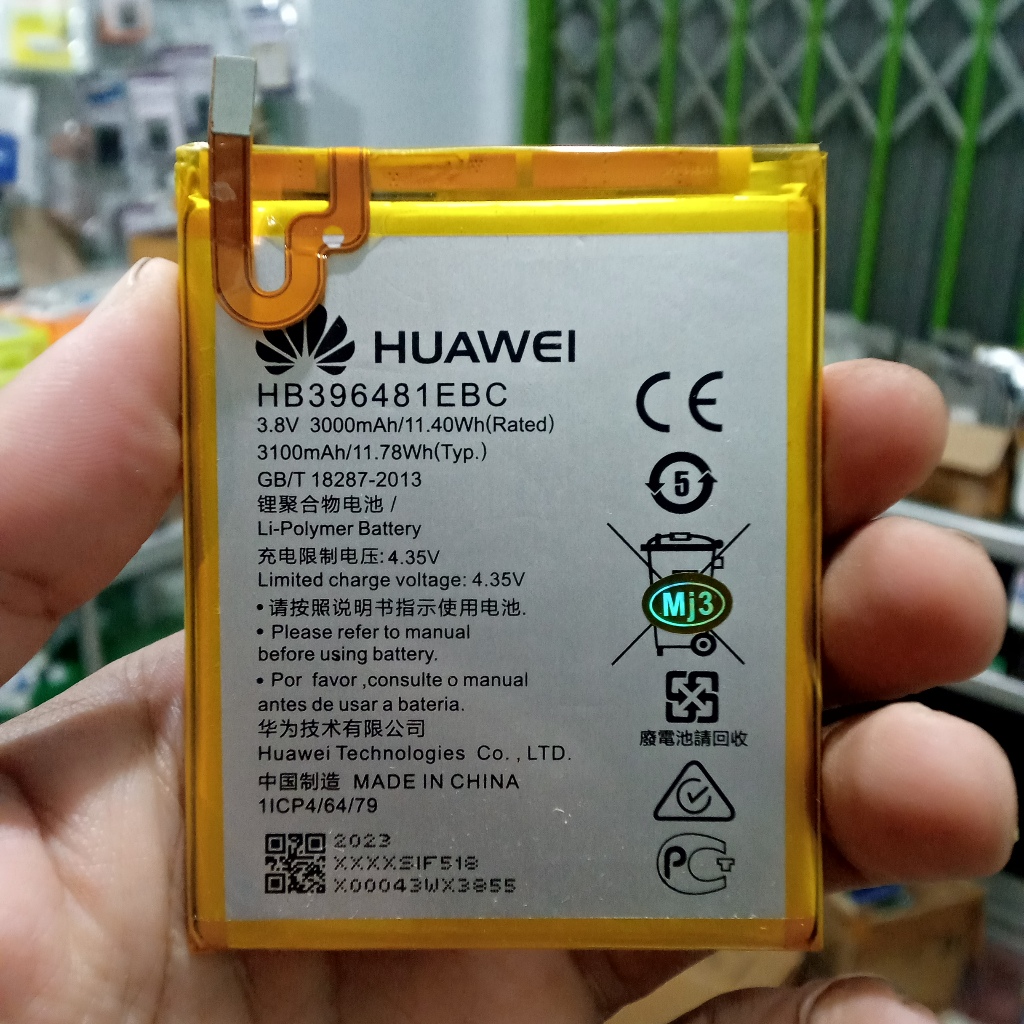 HUAWEI
HB396481EBC
3.8V 3000mAh/11.40Wh(Rated)
3100mAh/11.78Wh(Typ.)
GB/T 18287-2013
锂聚合物电池 /
Li-Polymer Battery
充电限制电压: 4.35V
Limited charge voltage: 4.35V
• 请按照说明书指示使用电池.
• Please refer to manual
before using battery.
• Por favor ,consulte o manual
antes de usar a bateria.
华为技术有限公司
Huawei Technologies Co. , LTD.
中国制造 MADE IN CHINA
1ICP4/64/79
2023
XXXXSIF518
X00043WX3855
CE
5
Mj3
廢電池請回收
PCT